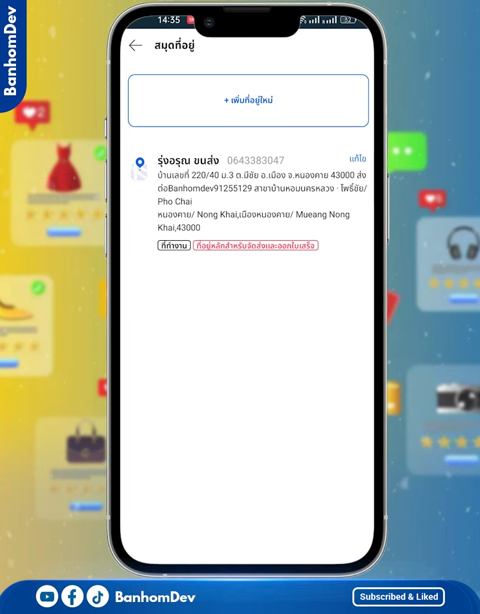 BanhomDev
14:35
52
สมุดที่อยู่
+ เพิ่มที่อยู่ใหม่
รุ่งอรุณ ขนส่ง 0643383047 แก้ไข
บ้านเลขที่ 220/40 ม.3 ต.มีชัย อ.เมือง จ.หนองคาย 43000 ส่ง
ต่อBanhomdev91255129 สาขาบ้านหอมนครหลวง · โพธิ์ชัย/
Pho Chai
หนองคาย/ Nong Khai,เมืองหนองคาย/ Mueang Nong
Khai,43000
ที่ทำงาน ที่อยู่หลักสำหรับจัดส่งและออกใบเสร็จ
2
5
BanhomDev
Subscribed & Liked